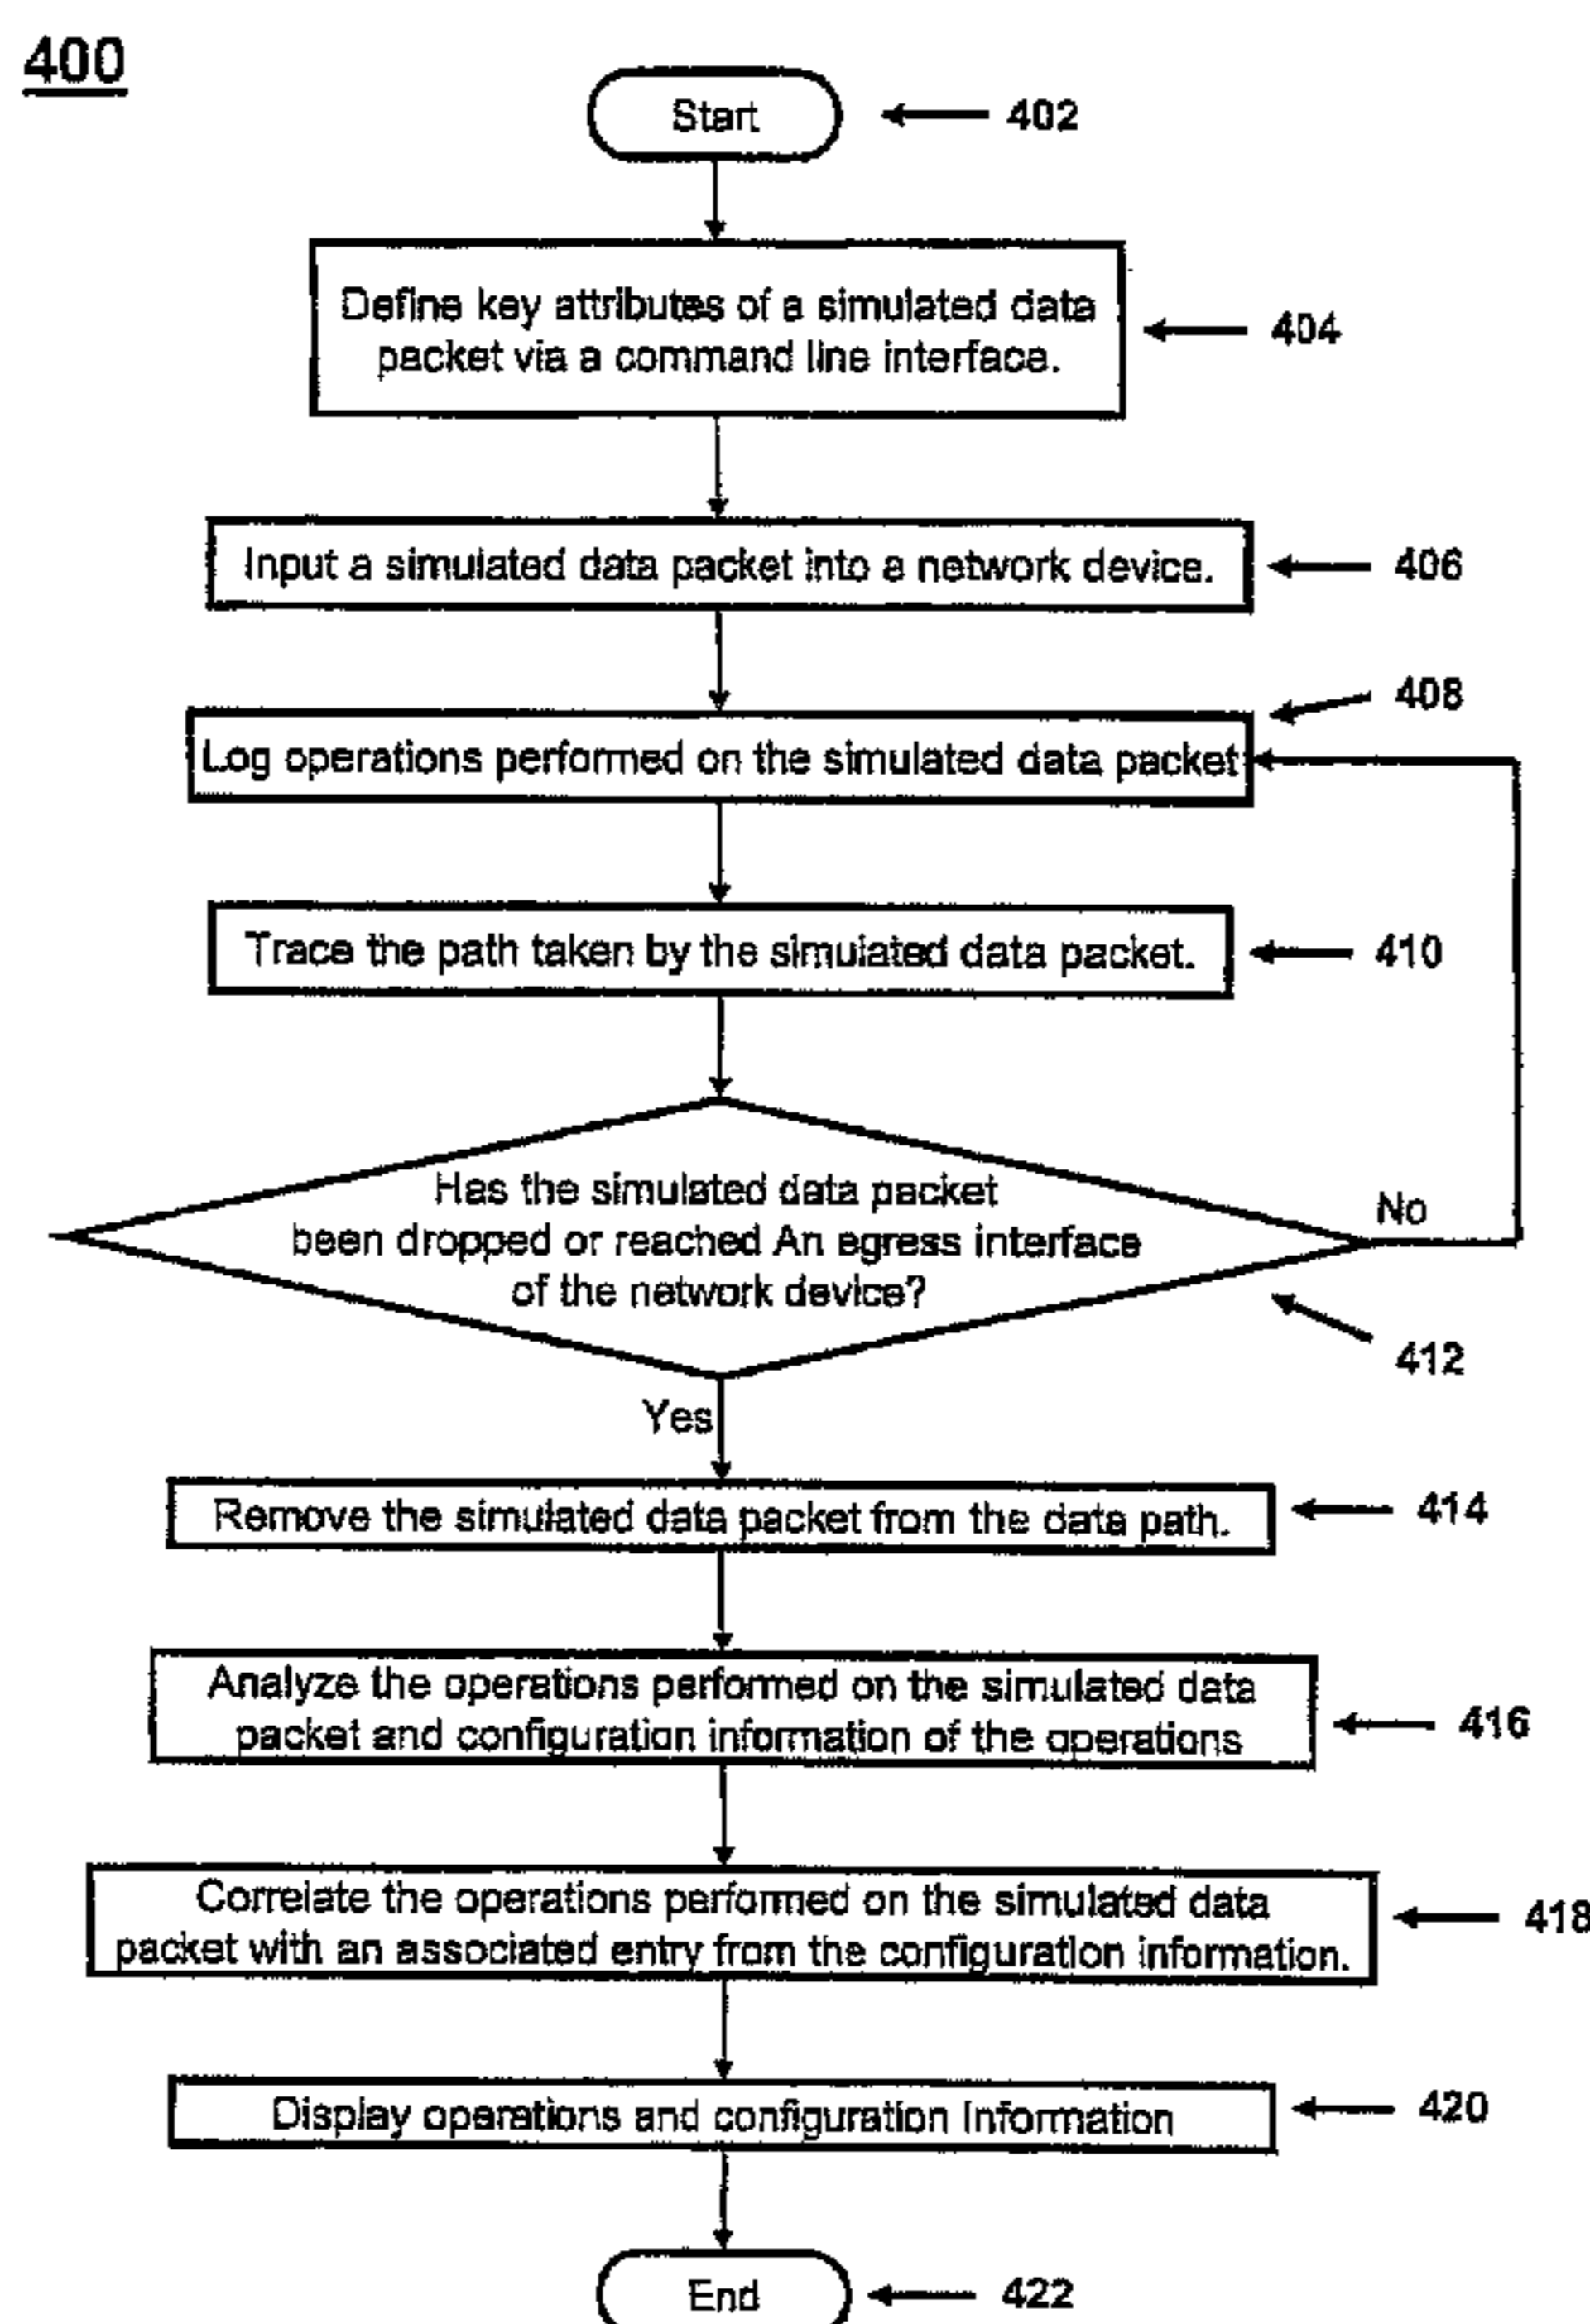 400
Start
402
Define key attributes of a simulated data
packet via a command line interface.
404
Input a simulated data packet into a network device.
406
408
Log operations performed on the simulated data packet
Trace the path taken by the simulated data packet.
410
Has the simulated data packet
been dropped or reached An egress interface
of the network device?
No
412
Yes
Remove the simulated data packet from the data path.
414
Analyze the operations performed on the simulated data
packet and configuration information of the operations
416
Correlate the operations performed on the simulated data
packet with an associated entry from the configuration information.
418
Display operations and configuration Information
420
End
422